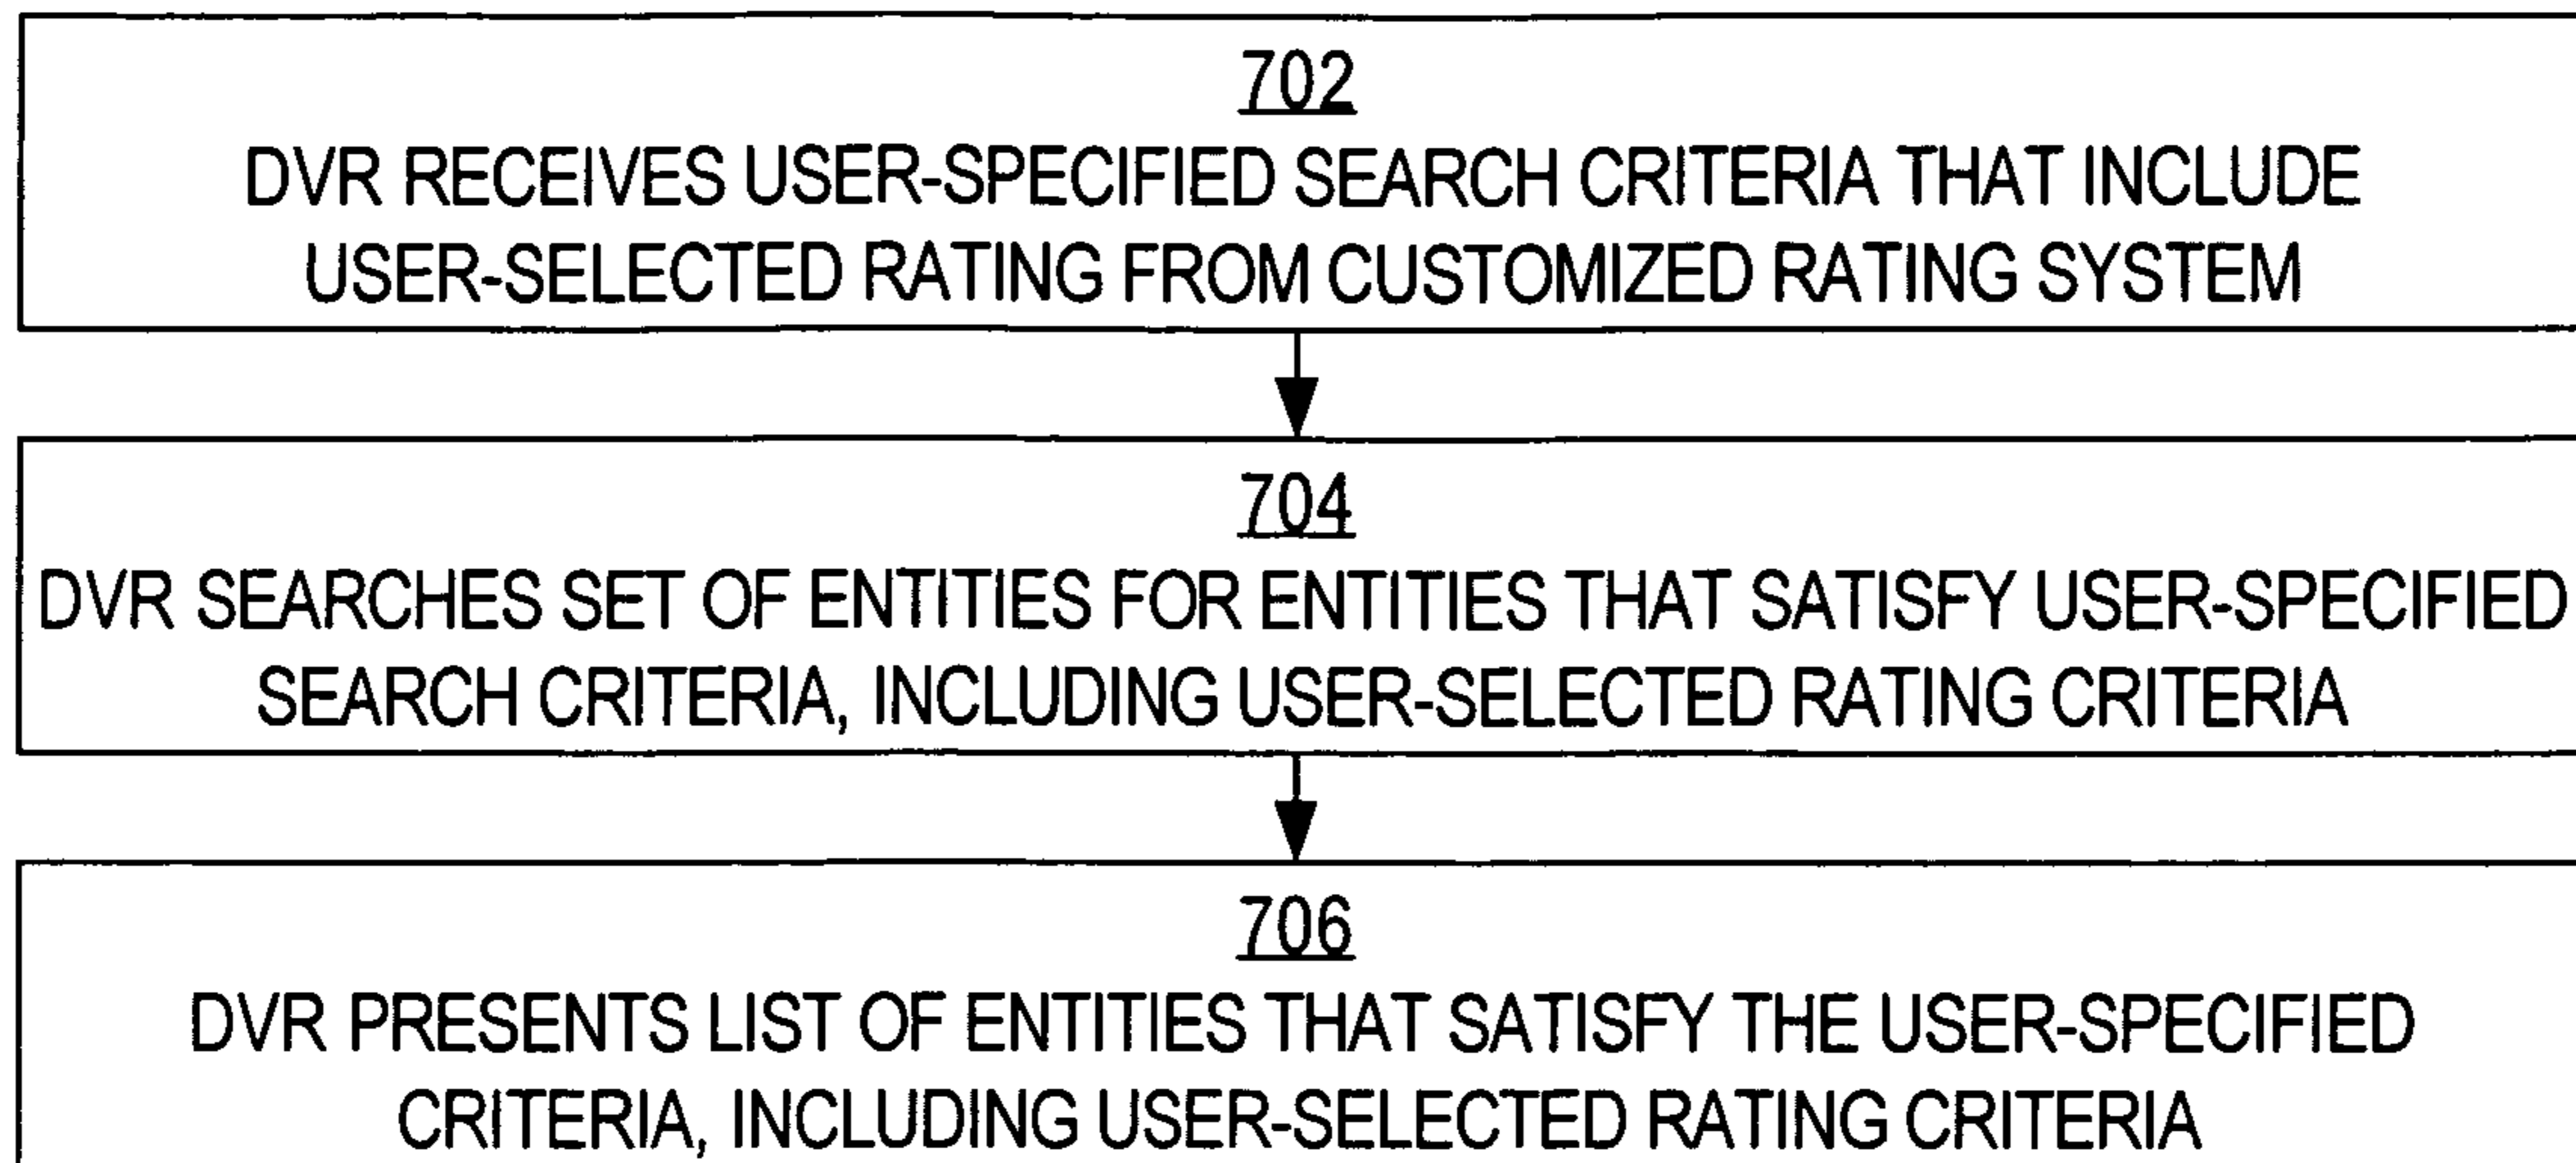 702
DVR RECEIVES USER-SPECIFIED SEARCH CRITERIA THAT INCLUDE
USER-SELECTED RATING FROM CUSTOMIZED RATING SYSTEM
704
DVR SEARCHES SET OF ENTITIES FOR ENTITIES THAT SATISFY USER-SPECIFIED
SEARCH CRITERIA, INCLUDING USER-SELECTED RATING CRITERIA
706
DVR PRESENTS LIST OF ENTITIES THAT SATISFY THE USER-SPECIFIED
CRITERIA, INCLUDING USER-SELECTED RATING CRITERIA